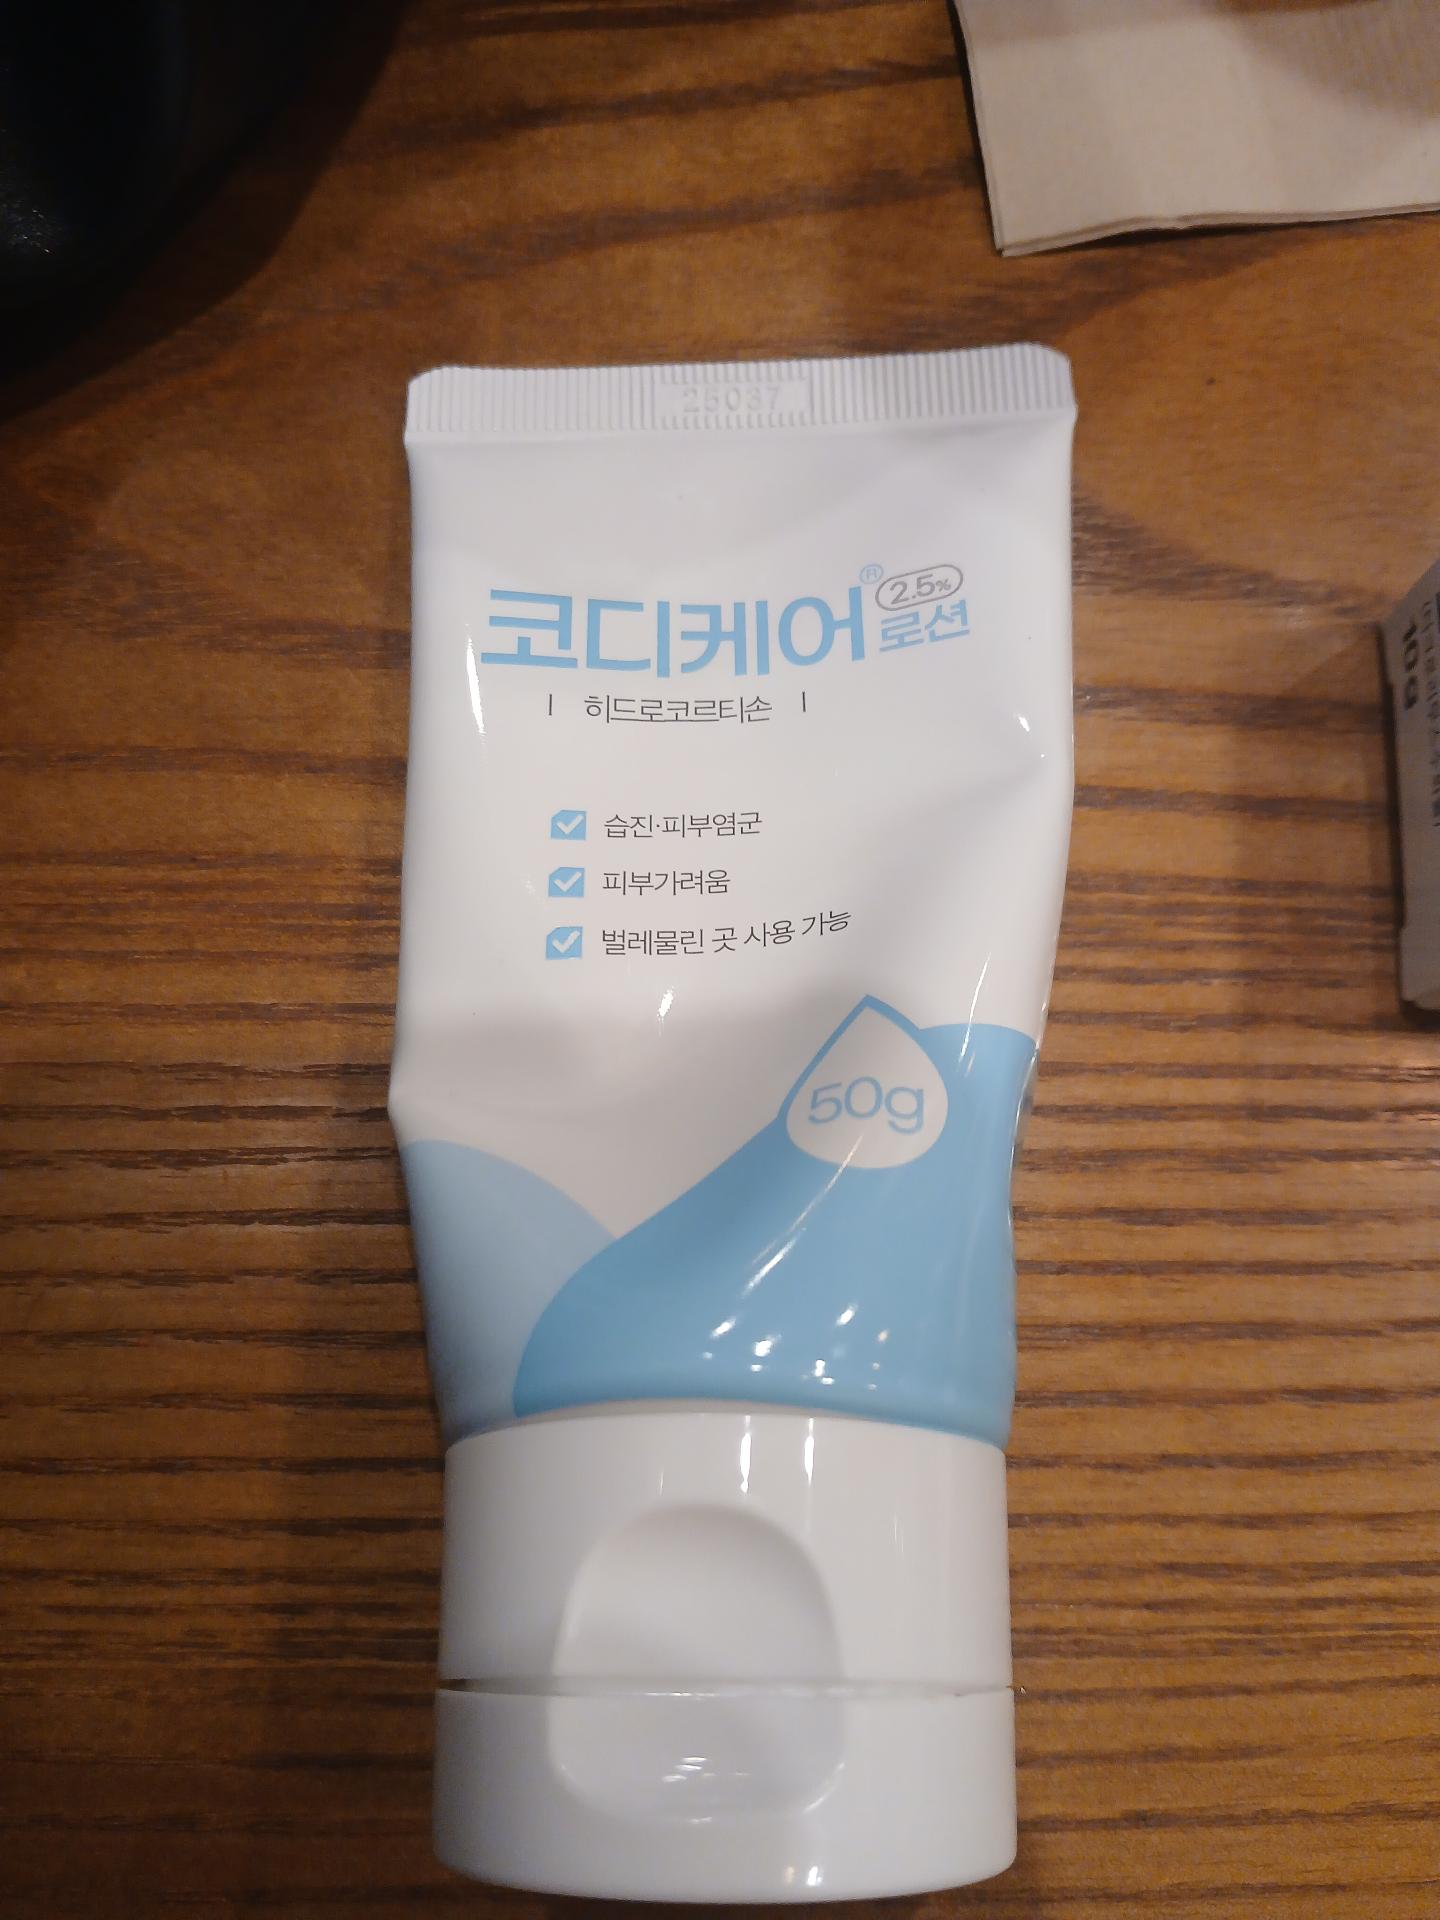 25037
코디케어® 2.5%
로션
| 히드로코르티손 |
습진·피부염군
피부가려움
벌레물린 곳 사용 가능
50g
10g